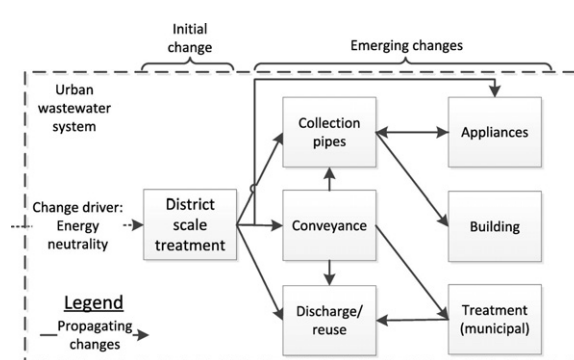 Initial
change
Emerging changes
Urban
wastewater
system
Collection
pipes
Appliances
Change driver:
Energy
neutrality
District
scale
treatment
Conveyance
Building
Legend
Propagating
changes
Discharge/
reuse
Treatment
(municipal)